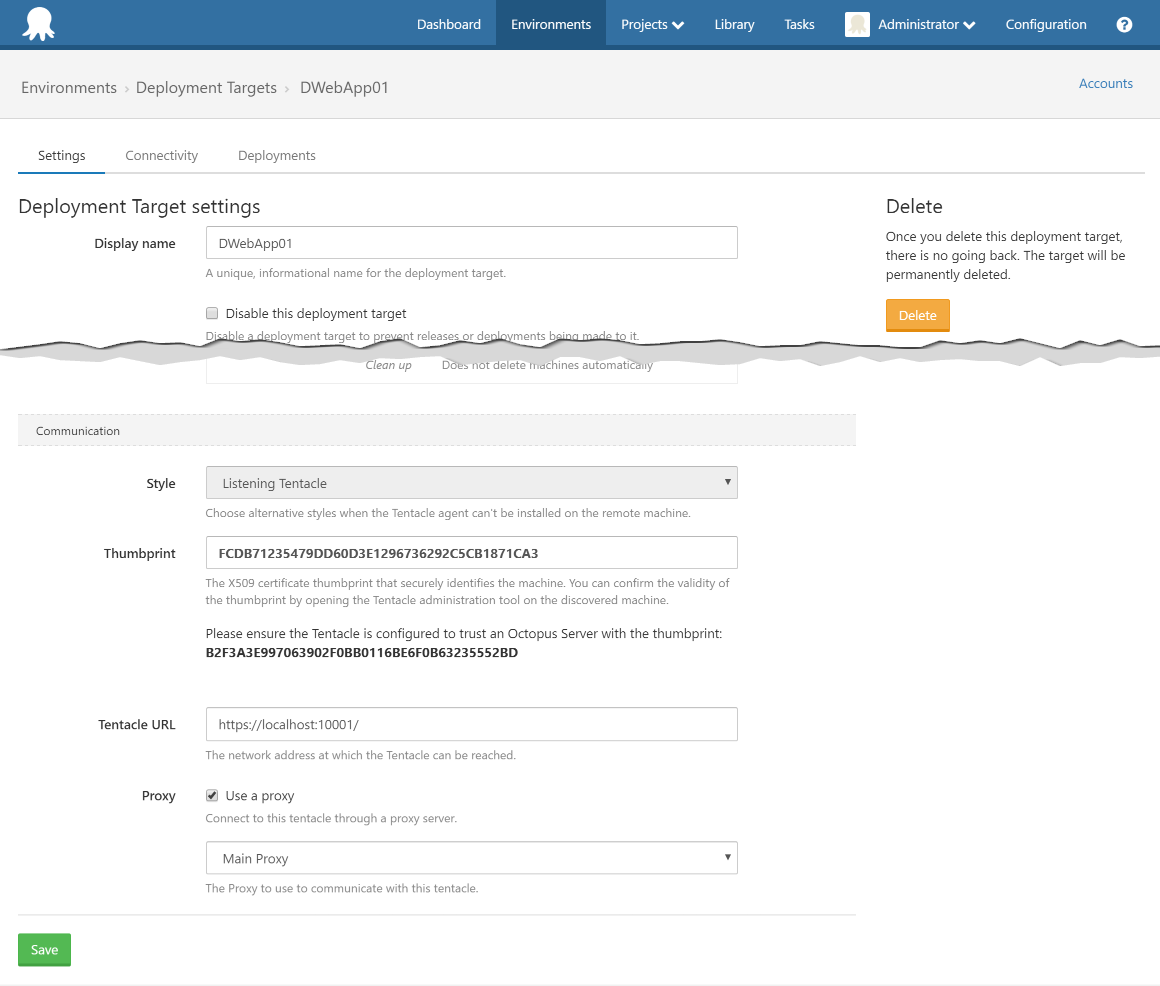 Dashboard Environments Projects Library Tasks Administrator Configuration ?
Environments › Deployment Targets › DWebApp01 Accounts
Settings Connectivity Deployments
Deployment Target settings
Display name DWebApp01
A unique, informational name for the deployment target.
Disable this deployment target
Disable a deployment target to prevent releases or deployments being made to it.
Delete
Once you delete this deployment target,
there is no going back. The target will be
permanently deleted.
Delete
Clean up Does not delete machines automatically
Communication
Style Listening Tentacle
Choose alternative styles when the Tentacle agent can't be installed on the remote machine.
Thumbprint FCDB71235479DD60D3E1296736292C5CB1871CA3
The X509 certificate thumbprint that securely identifies the machine. You can confirm the validity of
the thumbprint by opening the Tentacle administration tool on the discovered machine.
Please ensure the Tentacle is configured to trust an Octopus Server with the thumbprint:
B2F3A3E997063902F0BB0116BE6F0B63235552BD
Tentacle URL https://localhost:10001/
The network address at which the Tentacle can be reached.
Proxy Use a proxy
Connect to this tentacle through a proxy server.
Main Proxy
The Proxy to use to communicate with this tentacle.
Save